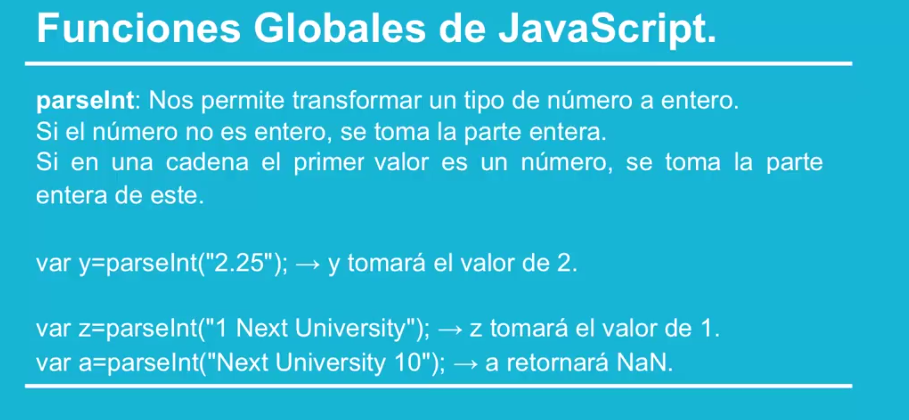 Funciones Globales de JavaScript.
parseInt: Nos permite transformar un tipo de número a entero.
Si el número no es entero, se toma la parte entera.
Si en una cadena el primer valor es un número, se toma la parte
entera de este.
var y=parseInt("2.25"); → y tomará el valor de 2.
var z=parseInt("1 Next University"); → z tomará el valor de 1.
var a=parseInt("Next University 10"); → a retornará NaN.